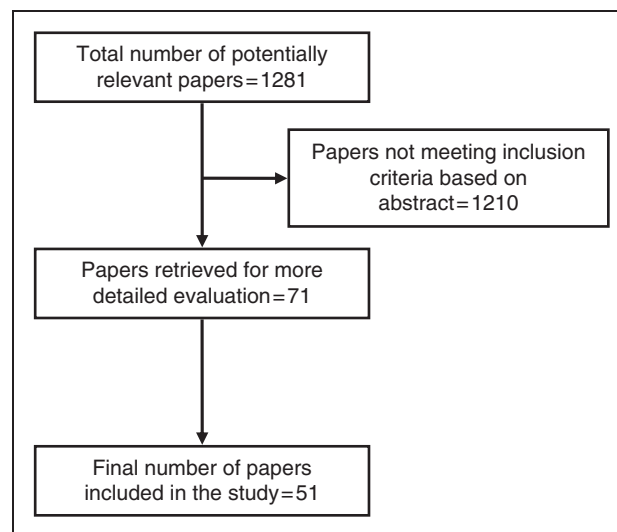 Total number of potentially
relevant papers=1281
Papers not meeting inclusion
criteria based on
abstract=1210
Papers retrieved for more
detailed evaluation=71
Final number of papers
included in the study=51